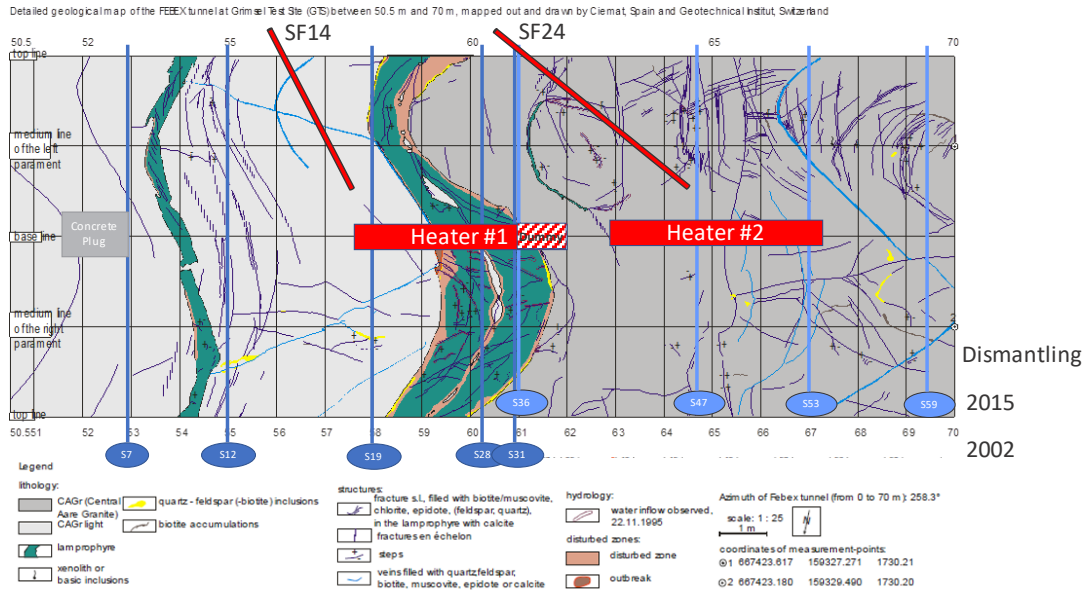 Detailed geological map of the FEBEX tunnel at Grimsel Test Site (GTS) between 50.5 m and 70 m, mapped out and drawn by Ciemat, Spain and Geotechnical Institut, Switzerland
SF14
SF24
50.5
52
55
60
65
70
top line
medium line
of the left
parament
Concrete
Plug
base line
Heater #1
Dummy
Heater #2
medium line
of the right
parament
top line
Dismantling
S36
S47
S53
S59
2015
50.551
52
53
54
55
56
57
58
59
60
61
62
63
64
65
66
67
68
69
70
2002
S7
S12
S19
S28
S31
Legend
lithology:
CAGr (Central
Aare Granite)
CAGr light
lamprophyre
xenolith or
basic inclusions
quartz - feldspar (-biotite) inclusions
biotite accumulations
structures:
fracture s.l., filled with biotite/muscovite,
chlorite, epidote, (feldspar, quartz),
in the lamprophyre with calcite
fractures en échelon
steps
veins filled with quartz, feldspar,
biotite, muscovite, epidote or calcite
hydrology:
water inflow observed,
22.11.1995
disturbed zones:
disturbed zone
outbreak
Azimuth of Febex tunnel (from 0 to 70 m): 258.3°
scale: 1 : 25
1 m
N
coordinates of measurement-points:
1 667423.617 159327.271 1730.21
2 667423.180 159329.490 1730.20